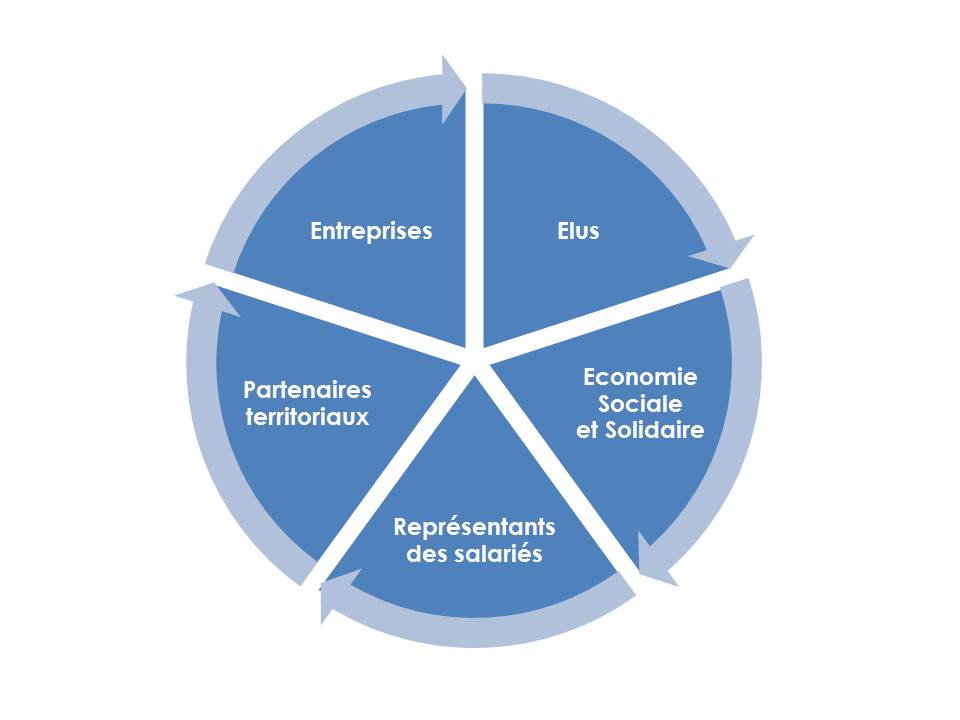 Entreprises
Elus
Economie
Sociale
et Solidaire
Représentants
des salariés
Partenaires
territoriaux